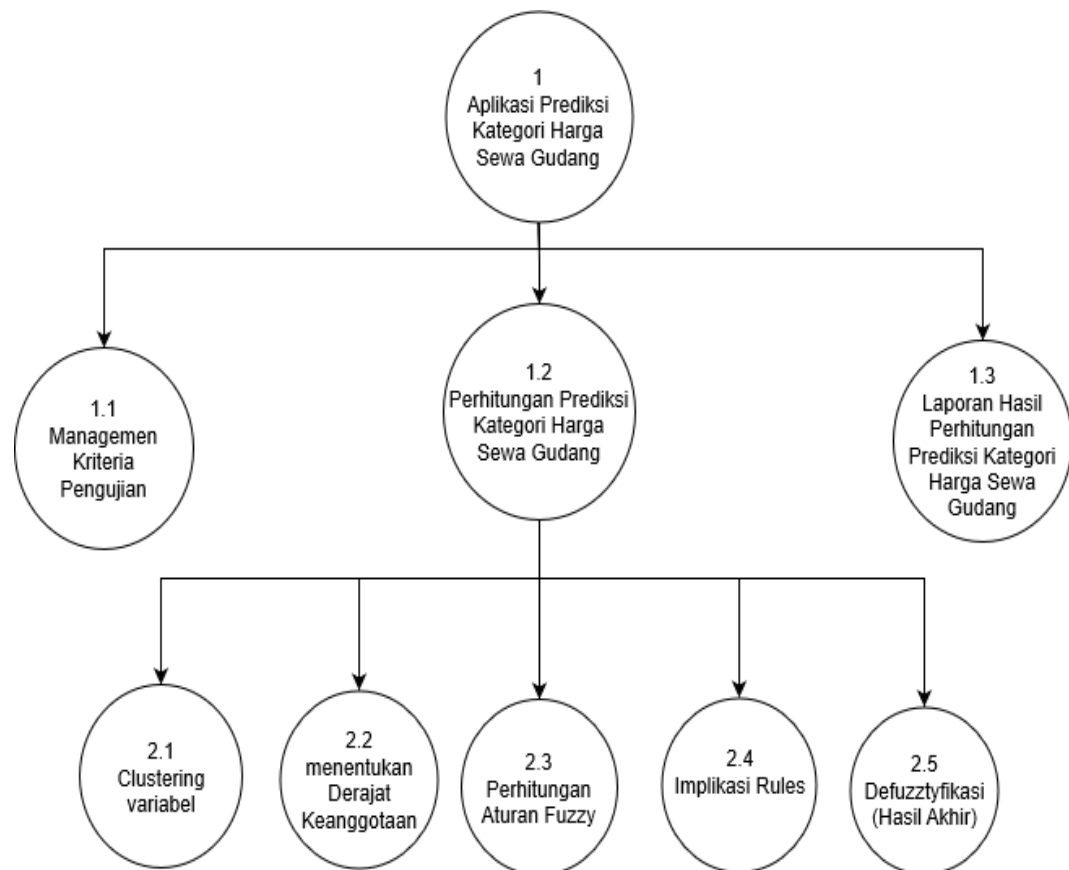 1
Aplikasi Prediksi
Kategori Harga
Sewa Gudang
1.1
Managemen
Kriteria
Pengujian
1.2
Perhitungan Prediksi
Kategori Harga
Sewa Gudang
1.3
Laporan Hasil
Perhitungan
Prediksi Kategori
Harga Sewa
Gudang
2.1
Clustering
variabel
2.2
menentukan
Derajat
Keanggotaan
2.3
Perhitungan
Aturan Fuzzy
2.4
Implikasi Rules
2.5
Defuzztyfikasi
(Hasil Akhir)